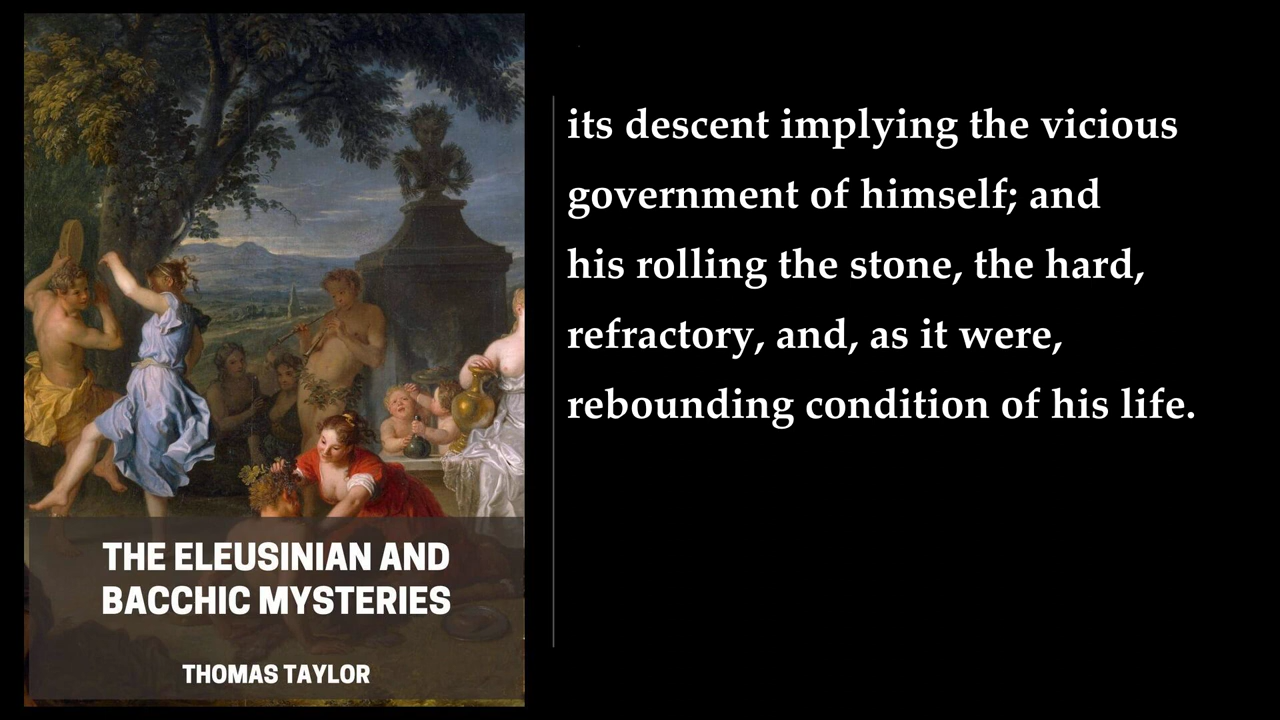 its descent implying the vicious
government of himself; and
his rolling the stone, the hard,
refractory, and, as it were,
rebounding condition of his life.
THE ELEUSINIAN AND
BACCHIC MYSTERIES
THOMAS TAYLOR